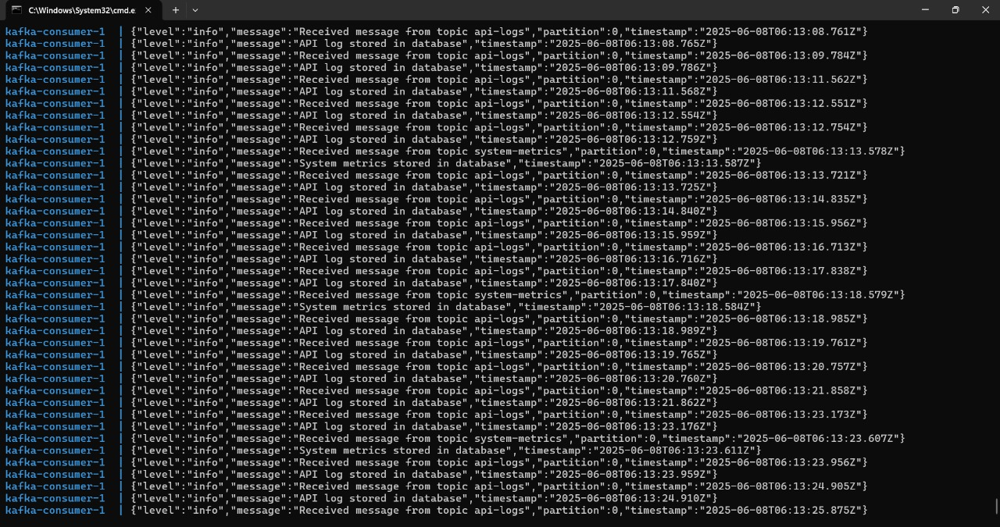 C:\Windows\System32\cmd.e
kafka-consumer-1 | {"level":"info","message":"Received message from topic api-logs","partition":0,"timestamp":"2025-06-08T06:13:08.761Z"}
kafka-consumer-1 | {"level":"info","message":"API log stored in database","timestamp":"2025-06-08T06:13:08.765Z"}
kafka-consumer-1 | {"level":"info","message":"Received message from topic api-logs","partition":0,"timestamp":"2025-06-08T06:13:09.784Z"}
kafka-consumer-1 | {"level":"info","message":"API log stored in database","timestamp":"2025-06-08T06:13:09.786Z"}
kafka-consumer-1 | {"level":"info","message":"Received message from topic api-logs","partition":0,"timestamp":"2025-06-08T06:13:11.562Z"}
kafka-consumer-1 | {"level":"info","message":"API log stored in database","timestamp":"2025-06-08T06:13:11.568Z"}
kafka-consumer-1 | {"level":"info","message":"Received message from topic api-logs","partition":0,"timestamp":"2025-06-08T06:13:12.551Z"}
kafka-consumer-1 | {"level":"info","message":"API log stored in database","timestamp":"2025-06-08T06:13:12.554Z"}
kafka-consumer-1 | {"level":"info","message":"Received message from topic api-logs","partition":0,"timestamp":"2025-06-08T06:13:12.754Z"}
kafka-consumer-1 | {"level":"info","message":"API log stored in database","timestamp":"2025-06-08T06:13:12.759Z"}
kafka-consumer-1 | {"level":"info","message":"Received message from topic system-metrics","partition":0,"timestamp":"2025-06-08T06:13:13.578Z"}
kafka-consumer-1 | {"level":"info","message":"System metrics stored in database","timestamp":"2025-06-08T06:13:13.587Z"}
kafka-consumer-1 | {"level":"info","message":"Received message from topic api-logs","partition":0,"timestamp":"2025-06-08T06:13:13.721Z"}
kafka-consumer-1 | {"level":"info","message":"API log stored in database","timestamp":"2025-06-08T06:13:13.725Z"}
kafka-consumer-1 | {"level":"info","message":"Received message from topic api-logs","partition":0,"timestamp":"2025-06-08T06:13:14.835Z"}
kafka-consumer-1 | {"level":"info","message":"API log stored in database","timestamp":"2025-06-08T06:13:14.840Z"}
kafka-consumer-1 | {"level":"info","message":"Received message from topic api-logs","partition":0,"timestamp":"2025-06-08T06:13:15.956Z"}
kafka-consumer-1 | {"level":"info","message":"API log stored in database","timestamp":"2025-06-08T06:13:15.959Z"}
kafka-consumer-1 | {"level":"info","message":"Received message from topic api-logs","partition":0,"timestamp":"2025-06-08T06:13:16.713Z"}
kafka-consumer-1 | {"level":"info","message":"API log stored in database","timestamp":"2025-06-08T06:13:16.716Z"}
kafka-consumer-1 | {"level":"info","message":"Received message from topic api-logs","partition":0,"timestamp":"2025-06-08T06:13:17.838Z"}
kafka-consumer-1 | {"level":"info","message":"API log stored in database","timestamp":"2025-06-08T06:13:17.840Z"}
kafka-consumer-1 | {"level":"info","message":"Received message from topic system-metrics","partition":0,"timestamp":"2025-06-08T06:13:18.579Z"}
kafka-consumer-1 | {"level":"info","message":"System metrics stored in database","timestamp":"2025-06-08T06:13:18.584Z"}
kafka-consumer-1 | {"level":"info","message":"Received message from topic api-logs","partition":0,"timestamp":"2025-06-08T06:13:18.985Z"}
kafka-consumer-1 | {"level":"info","message":"API log stored in database","timestamp":"2025-06-08T06:13:18.989Z"}
kafka-consumer-1 | {"level":"info","message":"Received message from topic api-logs","partition":0,"timestamp":"2025-06-08T06:13:19.761Z"}
kafka-consumer-1 | {"level":"info","message":"API log stored in database","timestamp":"2025-06-08T06:13:19.765Z"}
kafka-consumer-1 | {"level":"info","message":"Received message from topic api-logs","partition":0,"timestamp":"2025-06-08T06:13:20.757Z"}
kafka-consumer-1 | {"level":"info","message":"API log stored in database","timestamp":"2025-06-08T06:13:20.760Z"}
kafka-consumer-1 | {"level":"info","message":"Received message from topic api-logs","partition":0,"timestamp":"2025-06-08T06:13:21.858Z"}
kafka-consumer-1 | {"level":"info","message":"API log stored in database","timestamp":"2025-06-08T06:13:21.862Z"}
kafka-consumer-1 | {"level":"info","message":"Received message from topic api-logs","partition":0,"timestamp":"2025-06-08T06:13:23.173Z"}
kafka-consumer-1 | {"level":"info","message":"API log stored in database","timestamp":"2025-06-08T06:13:23.176Z"}
kafka-consumer-1 | {"level":"info","message":"Received message from topic system-metrics","partition":0,"timestamp":"2025-06-08T06:13:23.607Z"}
kafka-consumer-1 | {"level":"info","message":"System metrics stored in database","timestamp":"2025-06-08T06:13:23.611Z"}
kafka-consumer-1 | {"level":"info","message":"Received message from topic api-logs","partition":0,"timestamp":"2025-06-08T06:13:23.956Z"}
kafka-consumer-1 | {"level":"info","message":"API log stored in database","timestamp":"2025-06-08T06:13:23.959Z"}
kafka-consumer-1 | {"level":"info","message":"Received message from topic api-logs","partition":0,"timestamp":"2025-06-08T06:13:24.905Z"}
kafka-consumer-1 | {"level":"info","message":"API log stored in database","timestamp":"2025-06-08T06:13:24.910Z"}
kafka-consumer-1 | {"level":"info","message":"Received message from topic api-logs","partition":0,"timestamp":"2025-06-08T06:13:25.875Z"}